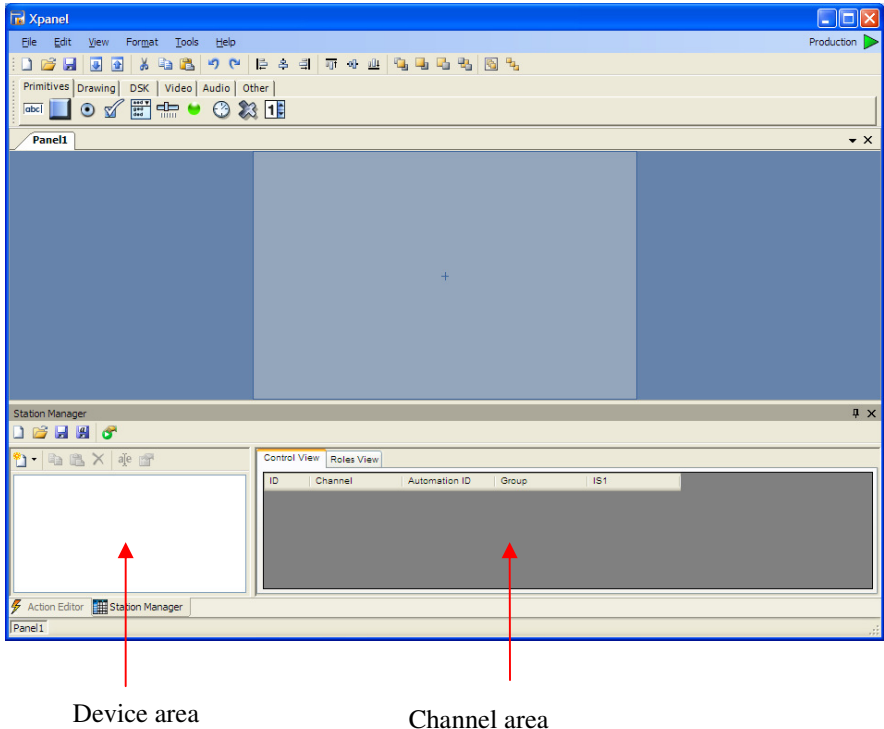 Xpanel
File Edit View Format Tools Help Production
Primitives Drawing DSK Video Audio Other
abc 1
Panel1
Station Manager
Control View Roles View
ID Channel Automation ID Group IS1
Action Editor Station Manager
Panel1
Device area
Channel area